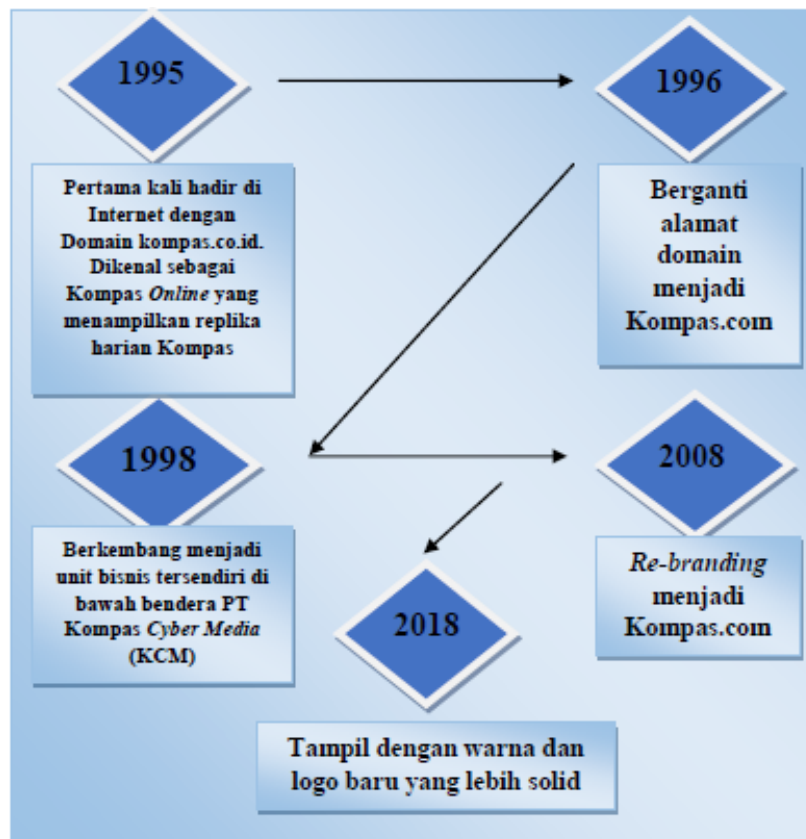 1995
Pertama kali hadir di
Internet dengan
Domain kompas.co.id.
Dikenal sebagai
Kompas Online yang
menampilkan replika
harian Kompas
1996
Berganti
alamat
domain
menjadi
Kompas.com
1998
Berkembang menjadi
unit bisnis tersendiri di
bawah bendera PT
Kompas Cyber Media
(KCM)
2008
Re-branding
menjadi
Kompas.com
2018
Tampil dengan warna dan
logo baru yang lebih solid